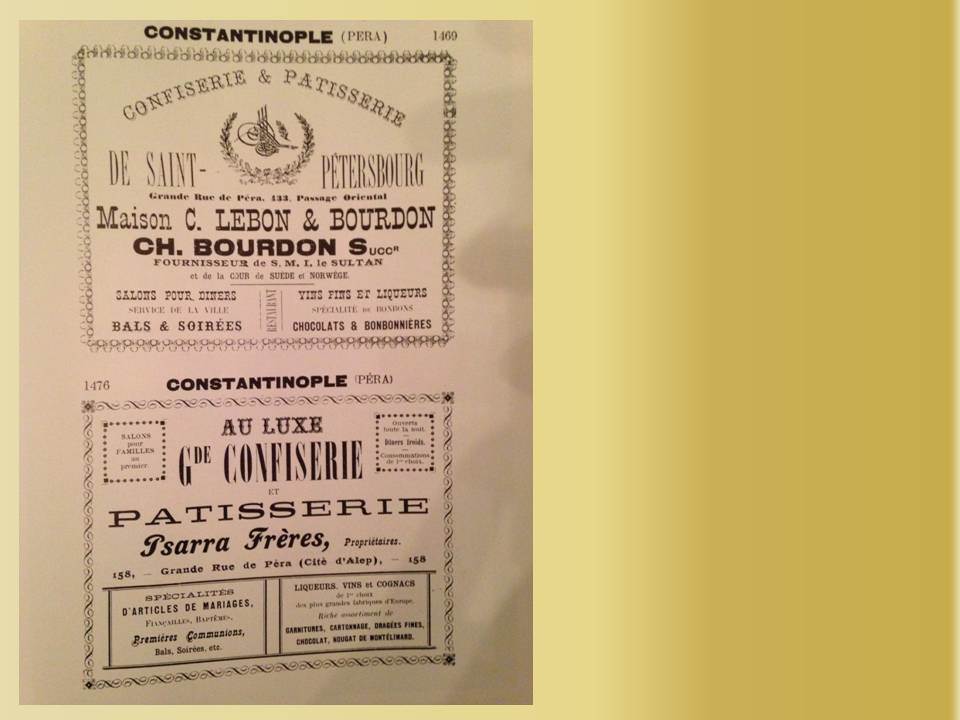 CONSTANTINOPLE (PERA) 1469
CONFISERIE & PATISSERIE
DE SAINT-PÉTERSBOURG
Grande Rue de Péra, 433, Passage Oriental
Maison C. LEBON & BOURDON
CH. BOURDON SUCCR
FOURNISSEUR de S. M. I. le SULTAN
et de la COUR de SUÈDE et NORWÈGE.
SALONS POUR DINERS
SERVICE DE LA VILLE
BALS & SOIRÉES
RESTAURANT
VINS FINS ET LIQUEURS
SPÉCIALITÉ DE BONBONS
CHOCOLATS & BONBONNIÈRES
1476 CONSTANTINOPLE (PÉRA)
SALONS
pour
FAMILLES
au
premier.
AU LUXE
GDE CONFISERIE
ET
PATISSERIE
Ouverts
toute la nuit.
Diners froids.
Consommations
de 1er choix.
Psarra Frères, Propriétaires.
158, — Grande Rue de Péra (Cité d'Alep), — 158
SPÉCIALITÉS
D'ARTICLES DE MARIAGES,
FIANÇAILLES, BAPTÊMES,
Premières Communions,
Bals, Soirées, etc.
LIQUEURS, VINS et COGNACS
de 1er choix
des plus grandes fabriques d'Europe.
Riche assortiment de
GARNITURES, CARTONNAGE, DRAGÉES FINES,
CHOCOLAT, NOUGAT DE MONTÉLIMARD.